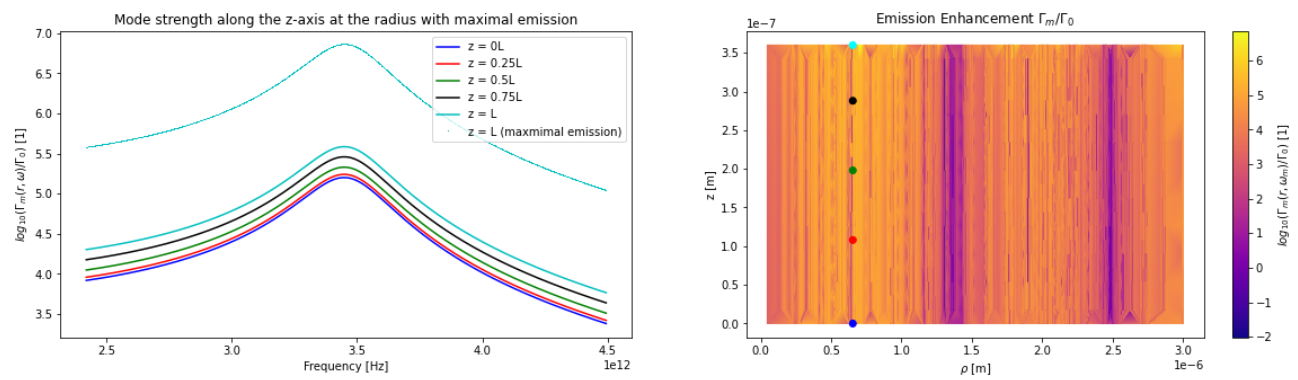 Mode strength along the z-axis at the radius with maximal emission
7.0
6.5
6.0
5.5
5.0
4.5
4.0
3.5
log₁₀(Γₘ(r, ω)/Γ₀) [1]
z = 0L
z = 0.25L
z = 0.5L
z = 0.75L
z = L
z = L (maxmimal emission)
2.5 3.0 3.5 4.0 4.5
1e12
Frequency [Hz]
Emission Enhancement Γₘ/Γ₀
1e−7
3.5
3.0
2.5
2.0
1.5
1.0
0.5
0.0
z [m]
0.0 0.5 1.0 1.5 2.0 2.5 3.0
1e−6
ρ [m]
6
5
4
3
2
1
0
−1
−2
log₁₀(Γₘ(r, ωₘ)/Γ₀) [1]